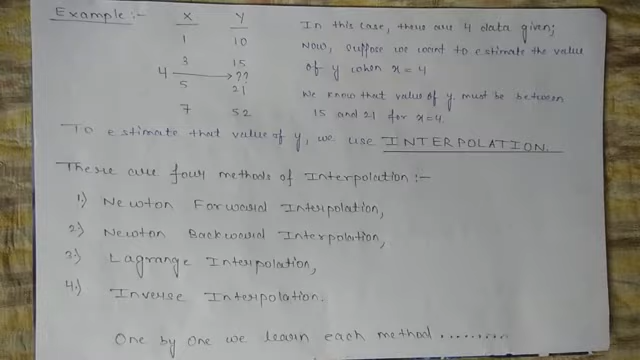 Example:-
X Y
1 10
3 15
4 → ??
5 21
7 52
In this case, there are 4 data given;
Now, suppose we want to estimate the value
of y when x = 4
We know that value of y must be between
15 and 21 for x=4.
To estimate that value of y, we use INTERPOLATION.
There are four methods of Interpolation:-
1.) Newton Forward Interpolation,
2.) Newton Backward Interpolation,
3.) Lagrange Interpolation,
4.) Inverse Interpolation.
One by one we learn each method .........